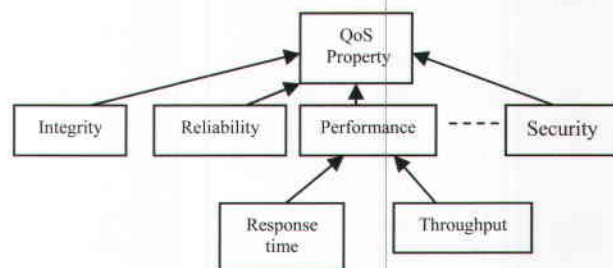 QoS
Property
Integrity
Reliability
Performance
Security
Response
time
Throughput